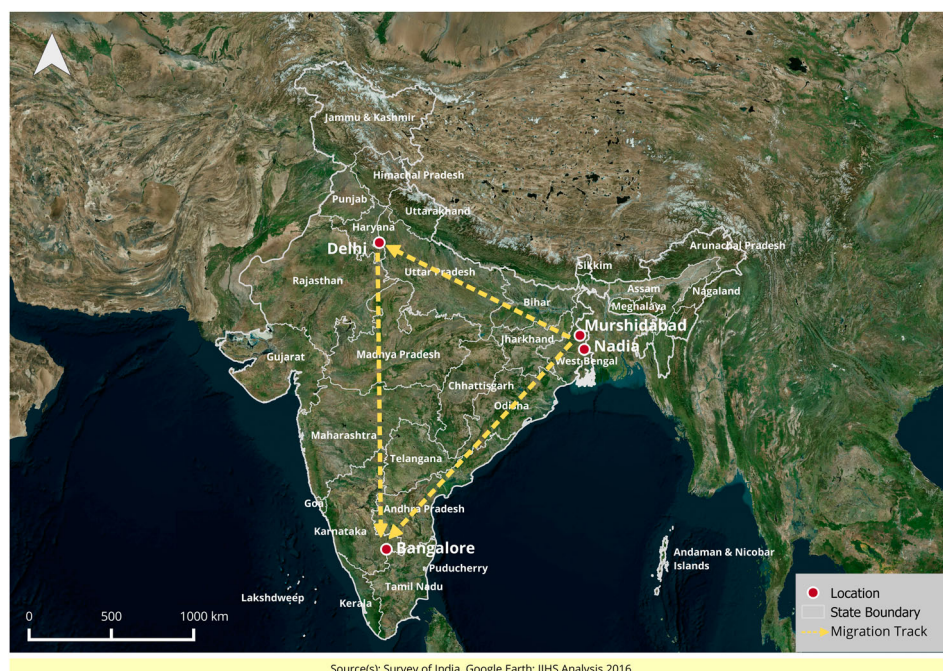 Jammu & Kashmir
Himachal Pradesh
Punjab
Uttarakhand
Haryana
Delhi
Arunachal Pradesh
Uttar Pradesh
Sikkim
Rajasthan
Assam
Nagaland
Bihar
Meghalaya
Murshidabad
Jharkhand
Nadia
Gujarat
Madhya Pradesh
West Bengal
Chhattisgarh
Odisha
Maharashtra
Telangana
Goa
Andhra Pradesh
Karnataka
Bangalore
Andaman & Nicobar
Islands
Puducherry
Tamil Nadu
Lakshdweep
Kerala
0 500 1000 km
Location
State Boundary
Migration Track
Source(s): Survey of India, Google Earth; IIHS Analysis 2016